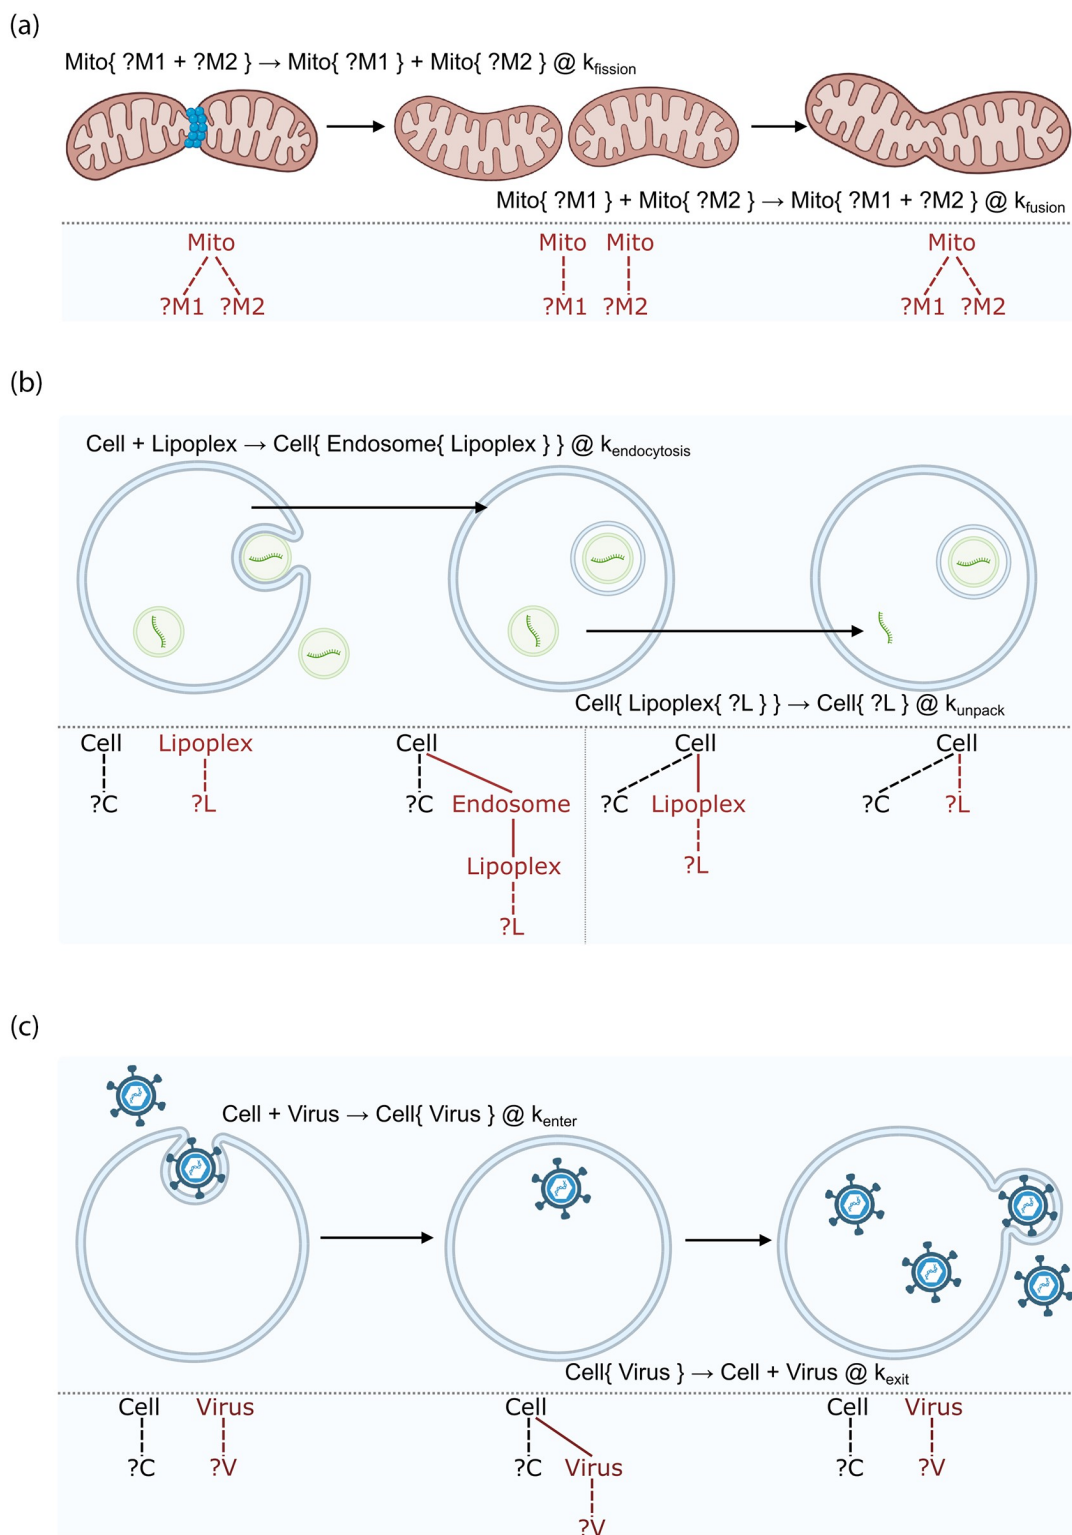 (a)
Mito{ ?M1 + ?M2 } → Mito{ ?M1 } + Mito{ ?M2 } @ kfission
Mito{ ?M1 } + Mito{ ?M2 } → Mito{ ?M1 + ?M2 } @ kfusion
Mito Mito Mito Mito
?M1 ?M2 ?M1 ?M2 ?M1 ?M2
(b)
Cell + Lipoplex → Cell{ Endosome{ Lipoplex } } @ kendocytosis
Cell{ Lipoplex{ ?L } } → Cell{ ?L } @ kunpack
Cell Lipoplex Cell Cell Cell
?C ?L ?C Endosome ?C Lipoplex ?C ?L
Lipoplex ?L
?L
(c)
Cell + Virus → Cell{ Virus } @ kenter
Cell{ Virus } → Cell + Virus @ kexit
Cell Virus Cell Cell Virus
?C ?V ?C Virus ?C ?V
?V